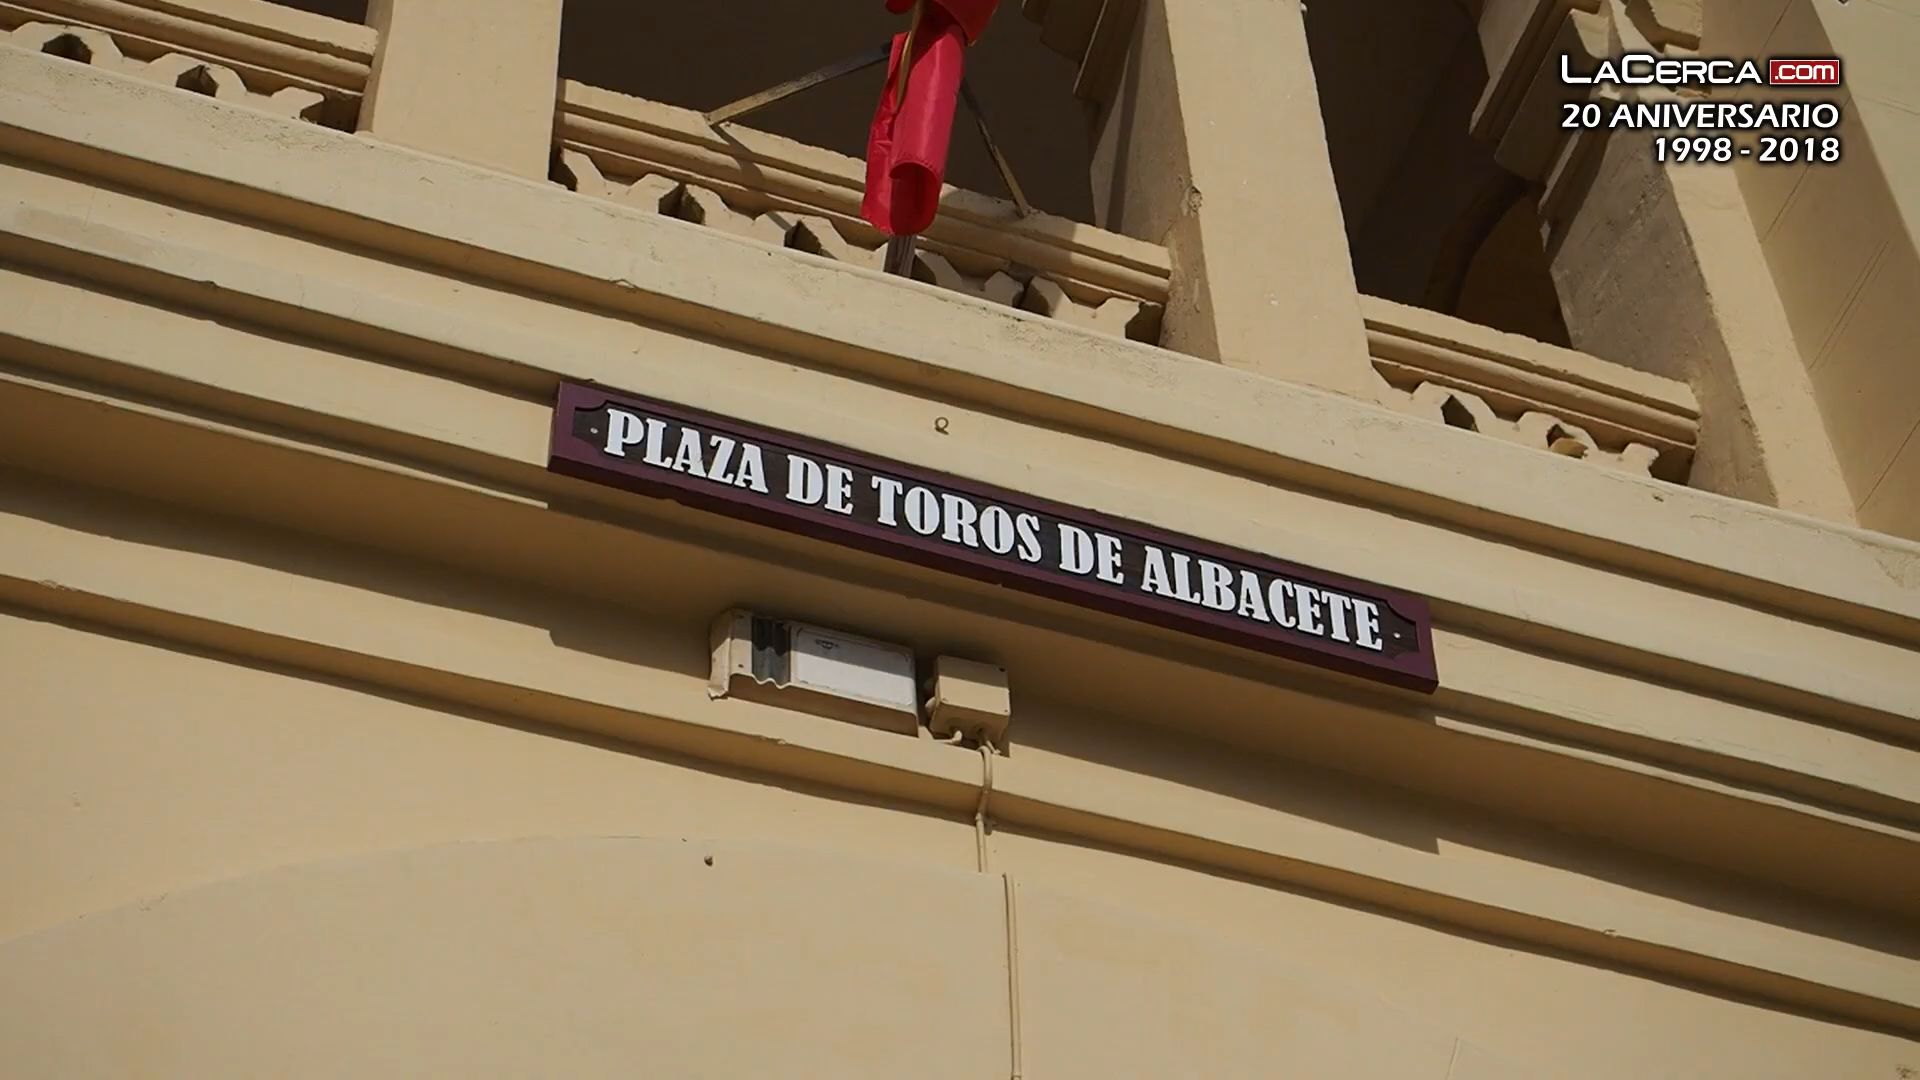 LACERCA .COM
20 ANIVERSARIO
1998 - 2018
PLAZA DE TOROS DE ALBACETE